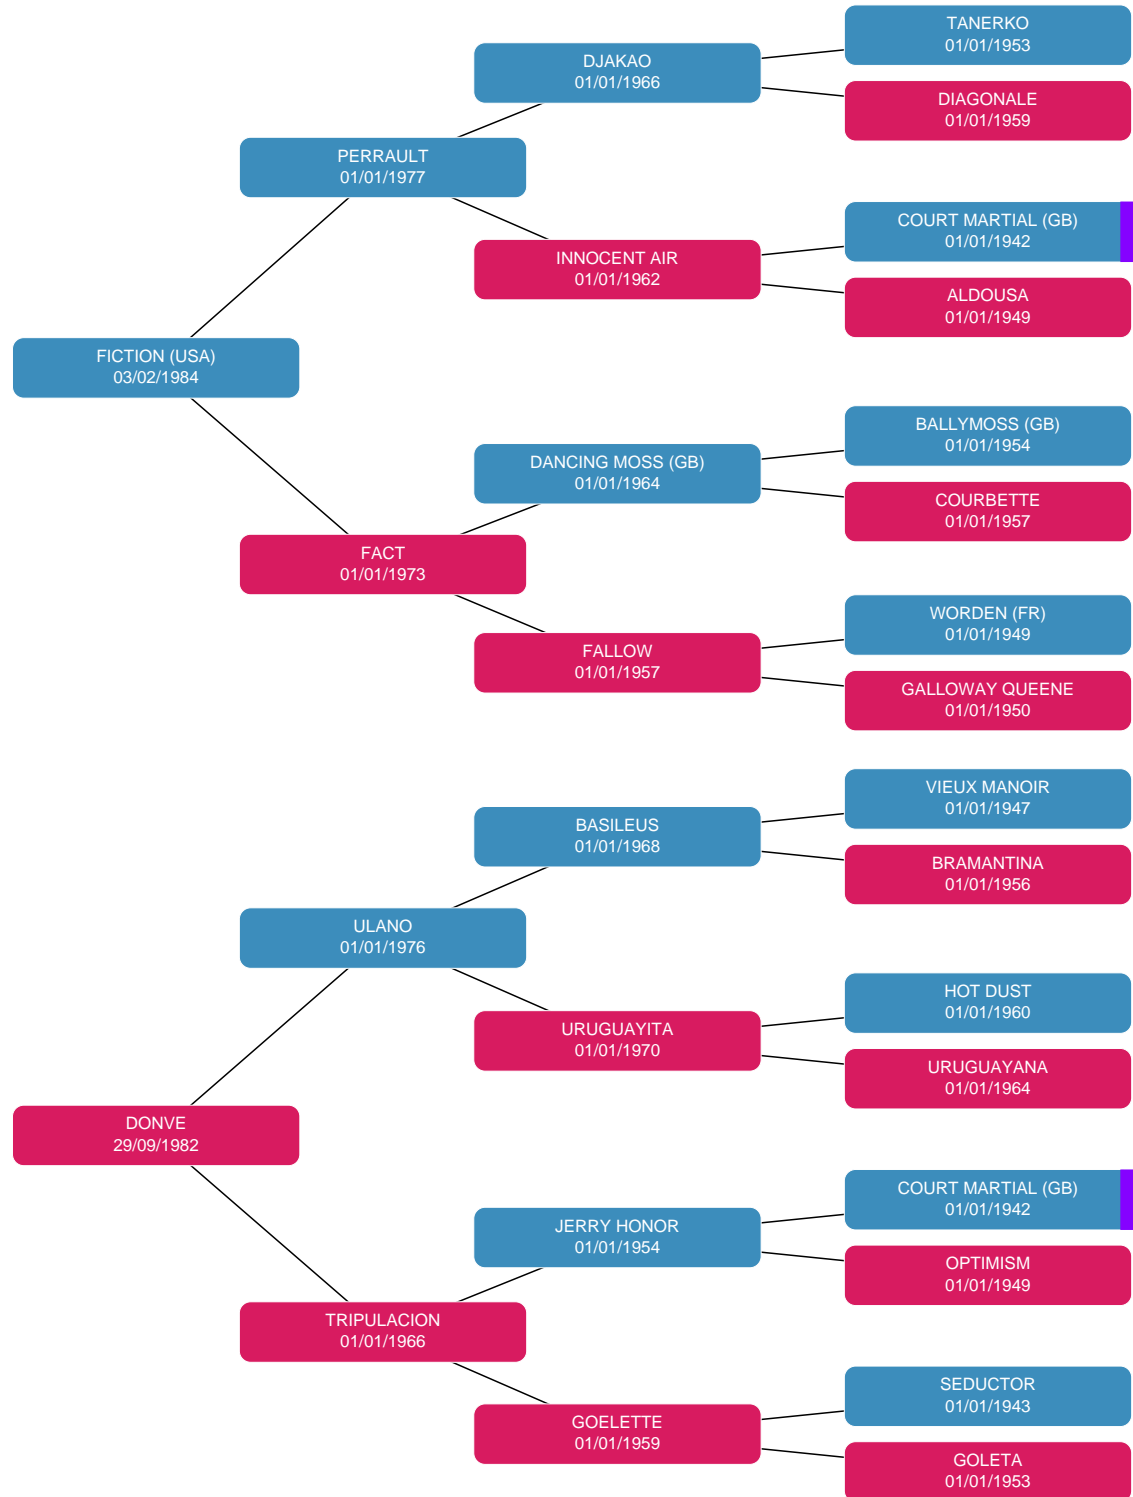 TANERKO
01/01/1953
DJAKAO
01/01/1966
DIAGONALE
01/01/1959
PERRAULT
01/01/1977
COURT MARTIAL (GB)
01/01/1942
INNOCENT AIR
01/01/1962
ALDOUSA
01/01/1949
FICTION (USA)
03/02/1984
BALLYMOSS (GB)
01/01/1954
DANCING MOSS (GB)
01/01/1964
COURBETTE
01/01/1957
FACT
01/01/1973
WORDEN (FR)
01/01/1949
FALLOW
01/01/1957
GALLOWAY QUEENE
01/01/1950
VIEUX MANOIR
01/01/1947
BASILEUS
01/01/1968
BRAMANTINA
01/01/1956
ULANO
01/01/1976
HOT DUST
01/01/1960
URUGUAYITA
01/01/1970
URUGUAYANA
01/01/1964
DONVE
29/09/1982
COURT MARTIAL (GB)
01/01/1942
JERRY HONOR
01/01/1954
OPTIMISM
01/01/1949
TRIPULACION
01/01/1966
SEDUCTOR
01/01/1943
GOELETTE
01/01/1959
GOLETA
01/01/1953